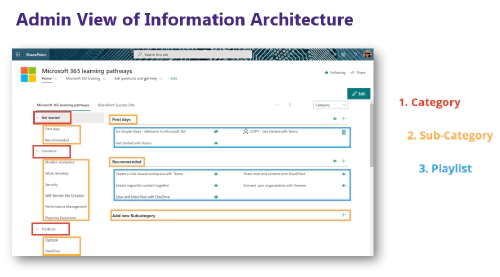 Admin View of Information Architecture
SharePoint
Search this site
Microsoft 365 learning pathways
Home
Microsoft 365 training
Ask questions and get help
Edit
Following
Share
Edit
Microsoft 365 learning pathways
SharePoint Success Site
Category
Get started
First days
Recommended
Scenarios
Modern workplace
Work remotely
Security
Self-Service Site Creation
Performance Management
Planning Execution
Products
OneDrive
First days
Six Simple Steps - Welcome to Microsoft 365
COPY - Get started with Teams
Get started with Teams
Recommended
Create a chat-based workspace with Teams
Share sites and content with SharePoint
Create impactful content together
Connect your organization with Yammer
Store and share files with OneDrive
Add new Subcategory
1. Category
2. Sub-Category
3. Playlist